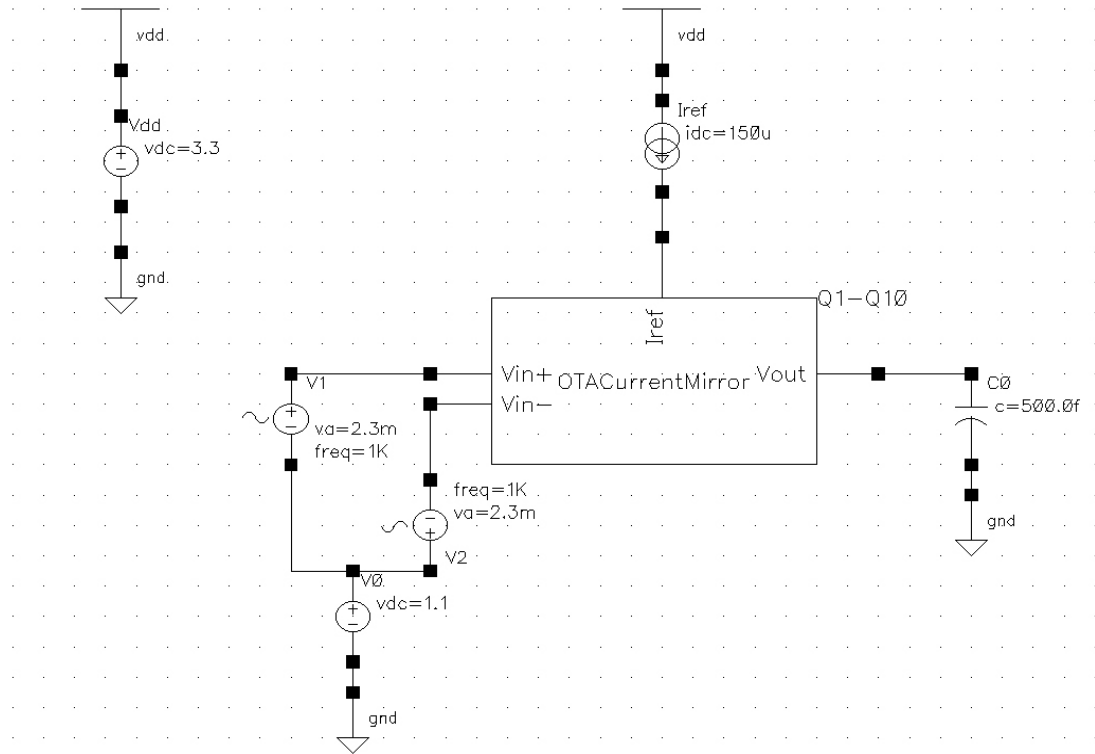 vdd
vdd
Vdd
vdc=3.3
Iref
idc=150u
gnd
Q1-Q10
Iref
Vin+
OTACurrentMirror
Vout
Vin-
V1
va=2.3m
freq=1K
C0
c=500.0f
freq=1K
va=2.3m
V2
gnd
V0
vdc=1.1
gnd